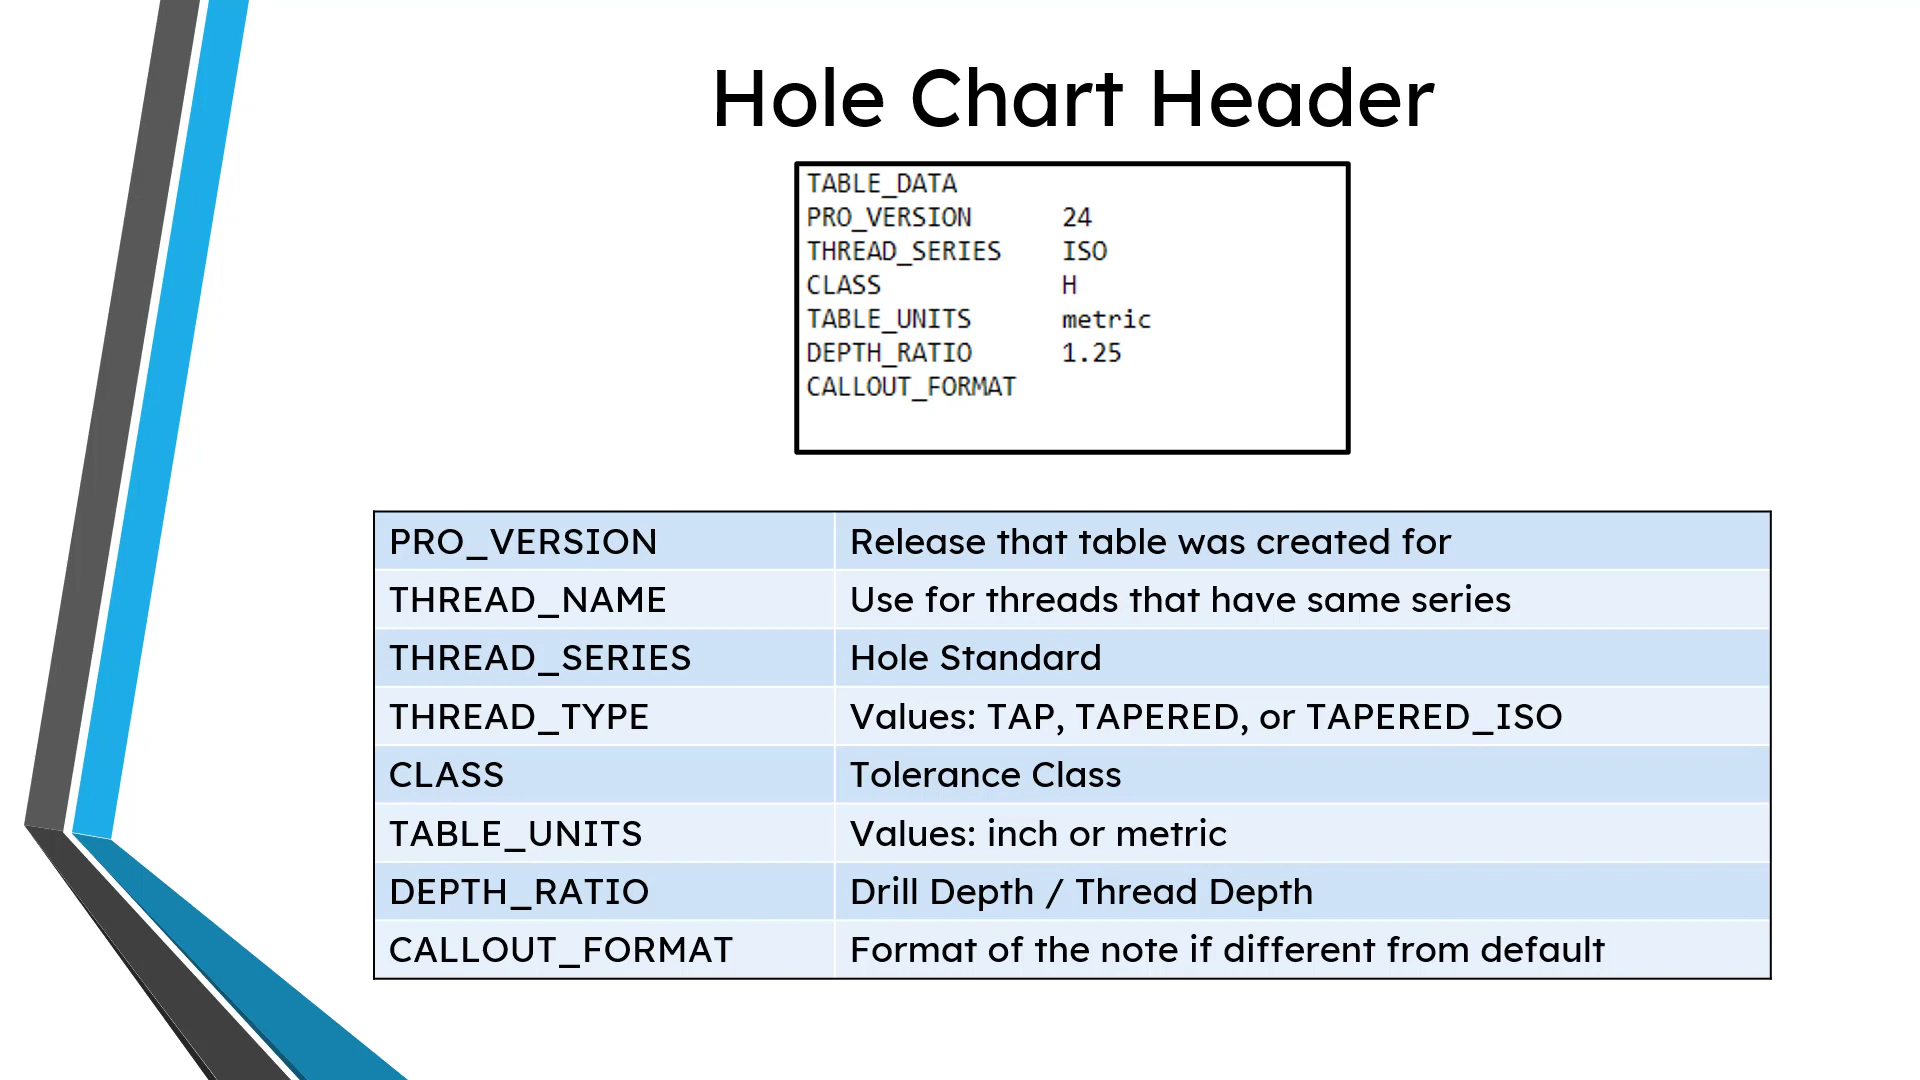 Hole Chart Header
TABLE_DATA
PRO_VERSION 24
THREAD_SERIES ISO
CLASS H
TABLE_UNITS metric
DEPTH_RATIO 1.25
CALLOUT_FORMAT
PRO_VERSION Release that table was created for
THREAD_NAME Use for threads that have same series
THREAD_SERIES Hole Standard
THREAD_TYPE Values: TAP, TAPERED, or TAPERED_ISO
CLASS Tolerance Class
TABLE_UNITS Values: inch or metric
DEPTH_RATIO Drill Depth / Thread Depth
CALLOUT_FORMAT Format of the note if different from default